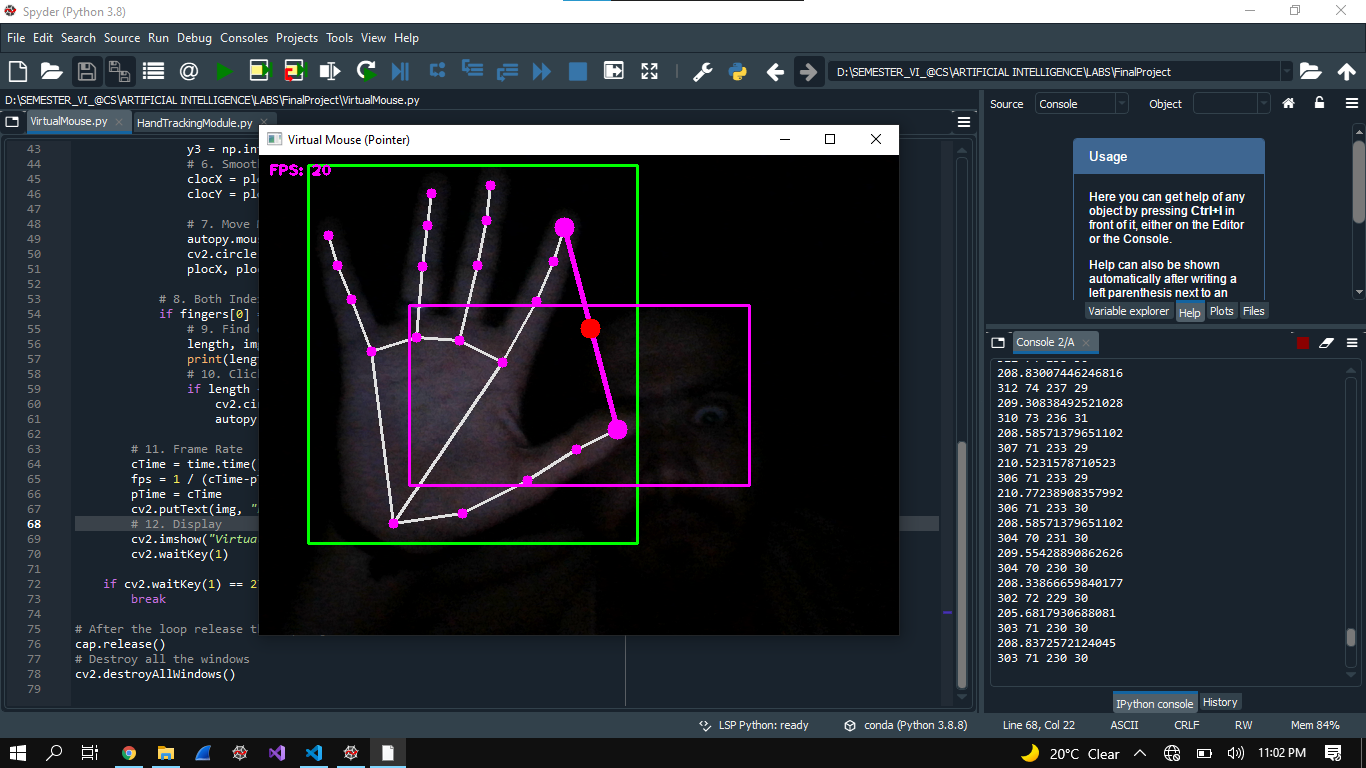 Spyder (Python 3.8)
File Edit Search Source Run Debug Consoles Projects Tools View Help
D:\SEMESTER_VI_@CS\ARTIFICIAL INTELLIGENCE\LABS\FinalProject
D:\SEMESTER_VI_@CS\ARTIFICIAL INTELLIGENCE\LABS\FinalProject\VirtualMouse.py
VirtualMouse.py HandTrackingModule.py
43 y3 = np.int
44 # 6. Smoot
45 clocX = plo
46 clocY = plo
47
48 # 7. Move
49 autopy.mous
50 cv2.circle
51 plocX, ploc
52
53 # 8. Both Inde
54 if fingers[0] =
55 # 9. Find
56 length, im
57 print(leng
58 # 10. Clic
59 if length
60 cv2.cir
61 autopy
62
63 # 11. Frame Rate
64 cTime = time.time(
65 fps = 1 / (cTime-p
66 pTime = cTime
67 cv2.putText(img,
68 # 12. Display
69 cv2.imshow("Virtua
70 cv2.waitKey(1)
71
72 if cv2.waitKey(1) == 2
73 break
74
75 # After the loop release t
76 cap.release()
77 # Destroy all the windows
78 cv2.destroyAllWindows()
79
Virtual Mouse (Pointer)
FPS: 20
Source Console Object
Usage
Here you can get help of any
object by pressing Ctrl+I in
front of it, either on the Editor
or the Console.
Help can also be shown
automatically after writing a
left parenthesis next to an
Variable explorer Help Plots Files
Console 2/A
208.83007446246816
312 74 237 29
209.30838492521028
310 73 236 31
208.58571379651102
307 71 233 29
210.5231578710523
306 71 233 29
210.77238908357992
306 71 233 30
208.58571379651102
304 70 231 30
209.55428890862626
304 70 230 30
208.33866659840177
302 72 229 30
205.6817930688081
303 71 230 30
208.8372572124045
303 71 230 30
IPython console History
LSP Python: ready conda (Python 3.8.8) Line 68, Col 22 ASCII CRLF RW Mem 84%
20°C Clear 11:02 PM